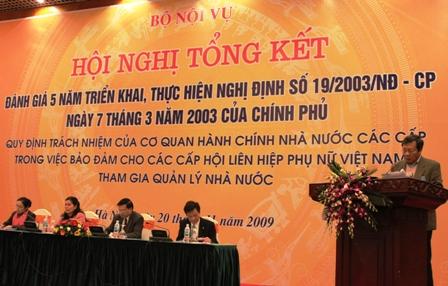 BỘ NỘI VỤ
HỘI NGHỊ TỔNG KẾT
ĐÁNH GIÁ 5 NĂM TRIỂN KHAI, THỰC HIỆN NGHỊ ĐỊNH SỐ 19/2003/NĐ - CP
NGÀY 7 THÁNG 3 NĂM 2003 CỦA CHÍNH PHỦ
QUY ĐỊNH TRÁCH NHIỆM CỦA CƠ QUAN HÀNH CHÍNH NHÀ NƯỚC CÁC CẤP
TRONG VIỆC BẢO ĐẢM CHO CÁC CẤP HỘI LIÊN HIỆP PHỤ NỮ VIỆT NAM
THAM GIA QUẢN LÝ NHÀ NƯỚC
20 2009